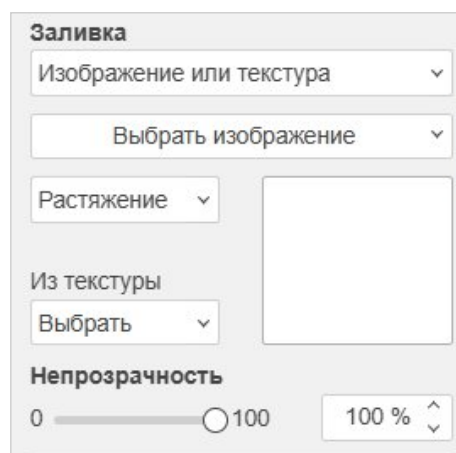 Заливка
Изображение или текстура
Выбрать изображение
Растяжение
Из текстуры
Выбрать
Непрозрачность
0 100 100 %